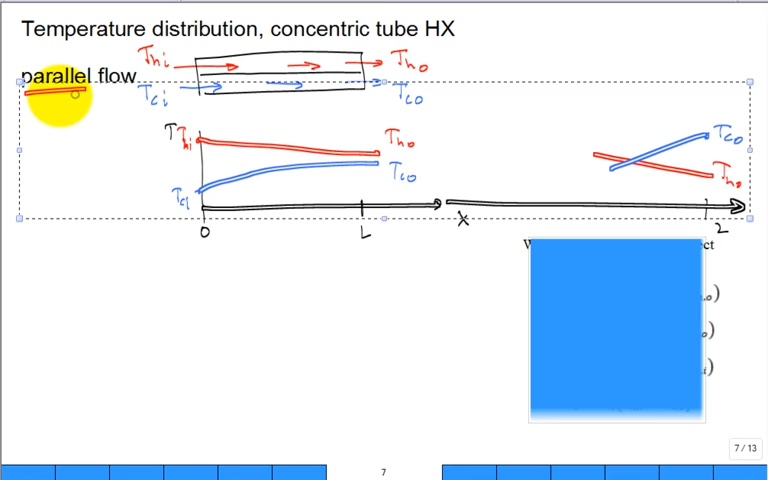 Temperature distribution, concentric tube HX
Thi Tho
parallel flow
Tci Tco
T Thi Tho Tco
Tco Tho
Tci
x
0 L 2
ct
7 / 13
7